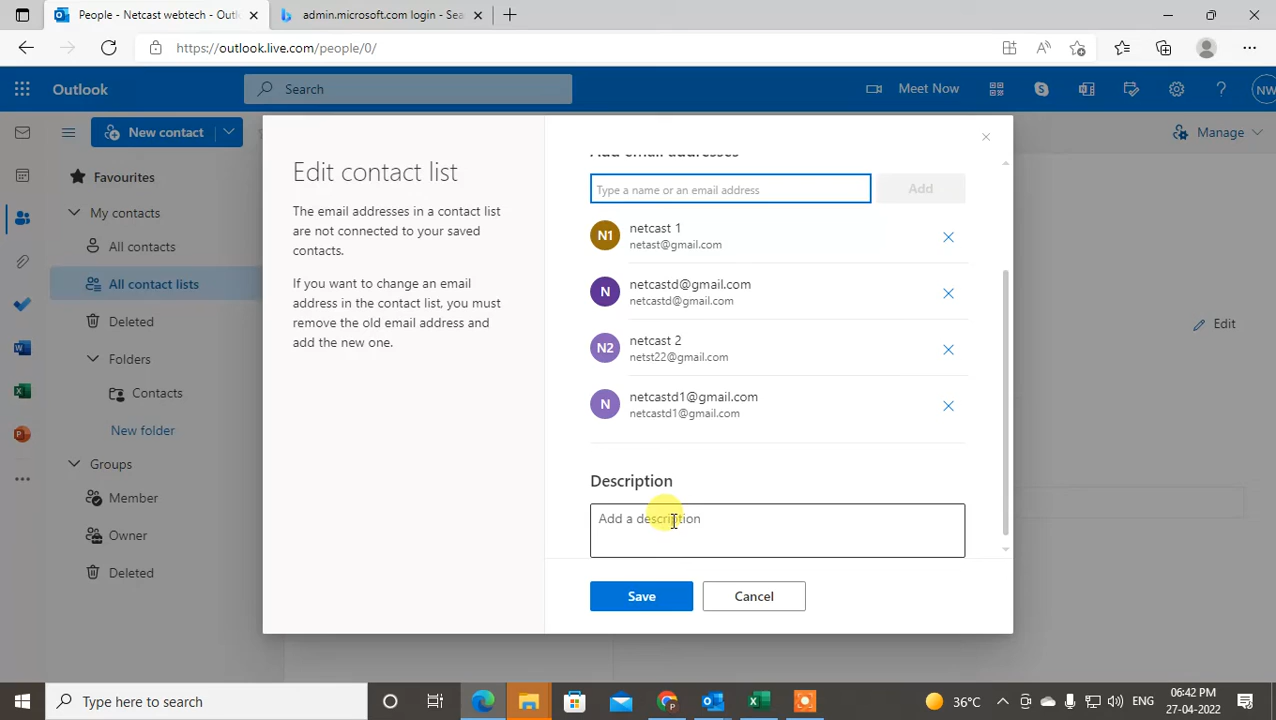 People - Netcast webtech - Outl
admin.microsoft.com login - Sea
https://outlook.live.com/people/0/
Outlook
Search
Meet Now
NW
New contact
Manage
Favourites
My contacts
All contacts
All contact lists
Deleted
Folders
Contacts
New folder
Groups
Member
Owner
Deleted
Edit
Edit contact list
The email addresses in a contact list
are not connected to your saved
contacts.
If you want to change an email
address in the contact list, you must
remove the old email address and
add the new one.
Add email addresses
Type a name or an email address
Add
N1
netcast 1
netast@gmail.com
N
netcastd@gmail.com
netcastd@gmail.com
N2
netcast 2
netst22@gmail.com
N
netcastd1@gmail.com
netcastd1@gmail.com
Description
Add a description
Save
Cancel
Type here to search
36°C
ENG
06:42 PM
27-04-2022